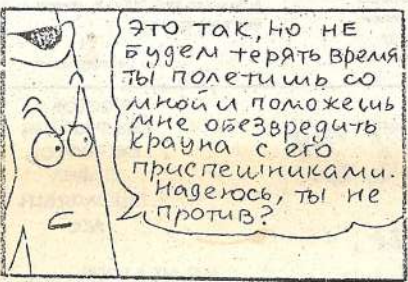 Это так, но не
будем терять время
ты полетишь со
мной и поможешь
мне обезвредить
крауна с его
приспешниками.
Надеюсь, ты не
против?